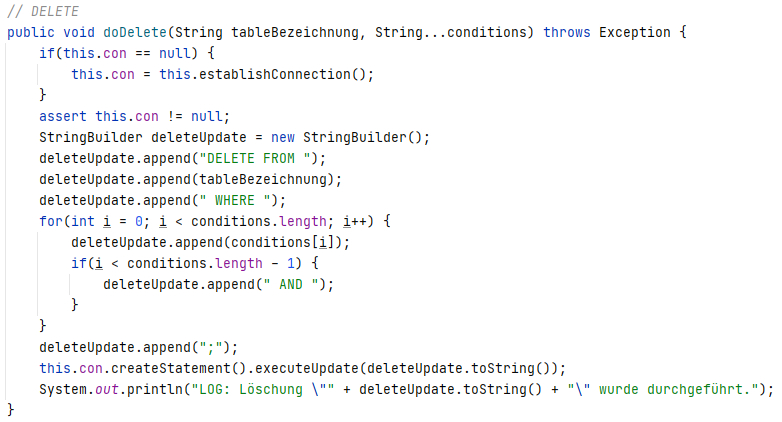 // DELETE
public void doDelete(String tableBezeichnung, String...conditions) throws Exception {
    if(this.con == null) {
        this.con = this.establishConnection();
    }
    assert this.con != null;
    StringBuilder deleteUpdate = new StringBuilder();
    deleteUpdate.append("DELETE FROM ");
    deleteUpdate.append(tableBezeichnung);
    deleteUpdate.append(" WHERE ");
    for(int i = 0; i < conditions.length; i++) {
        deleteUpdate.append(conditions[i]);
        if(i < conditions.length - 1) {
            deleteUpdate.append(" AND ");
        }
    }
    deleteUpdate.append(";");
    this.con.createStatement().executeUpdate(deleteUpdate.toString());
    System.out.println("LOG: Löschung \"" + deleteUpdate.toString() + "\" wurde durchgeführt.");
}